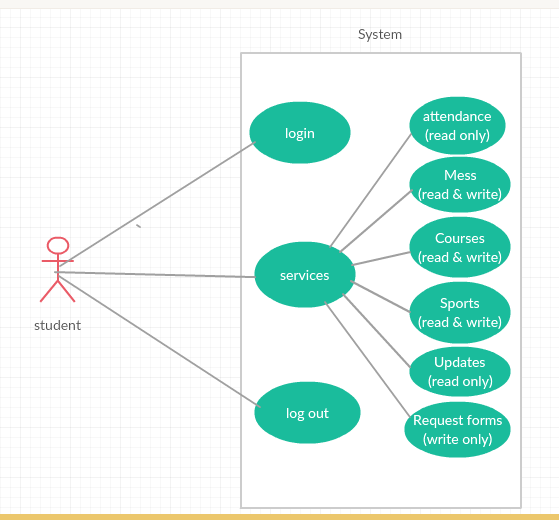 System
login
services
log out
student
attendance
(read only)
Mess
(read & write)
Courses
(read & write)
Sports
(read & write)
Updates
(read only)
Request forms
(write only)